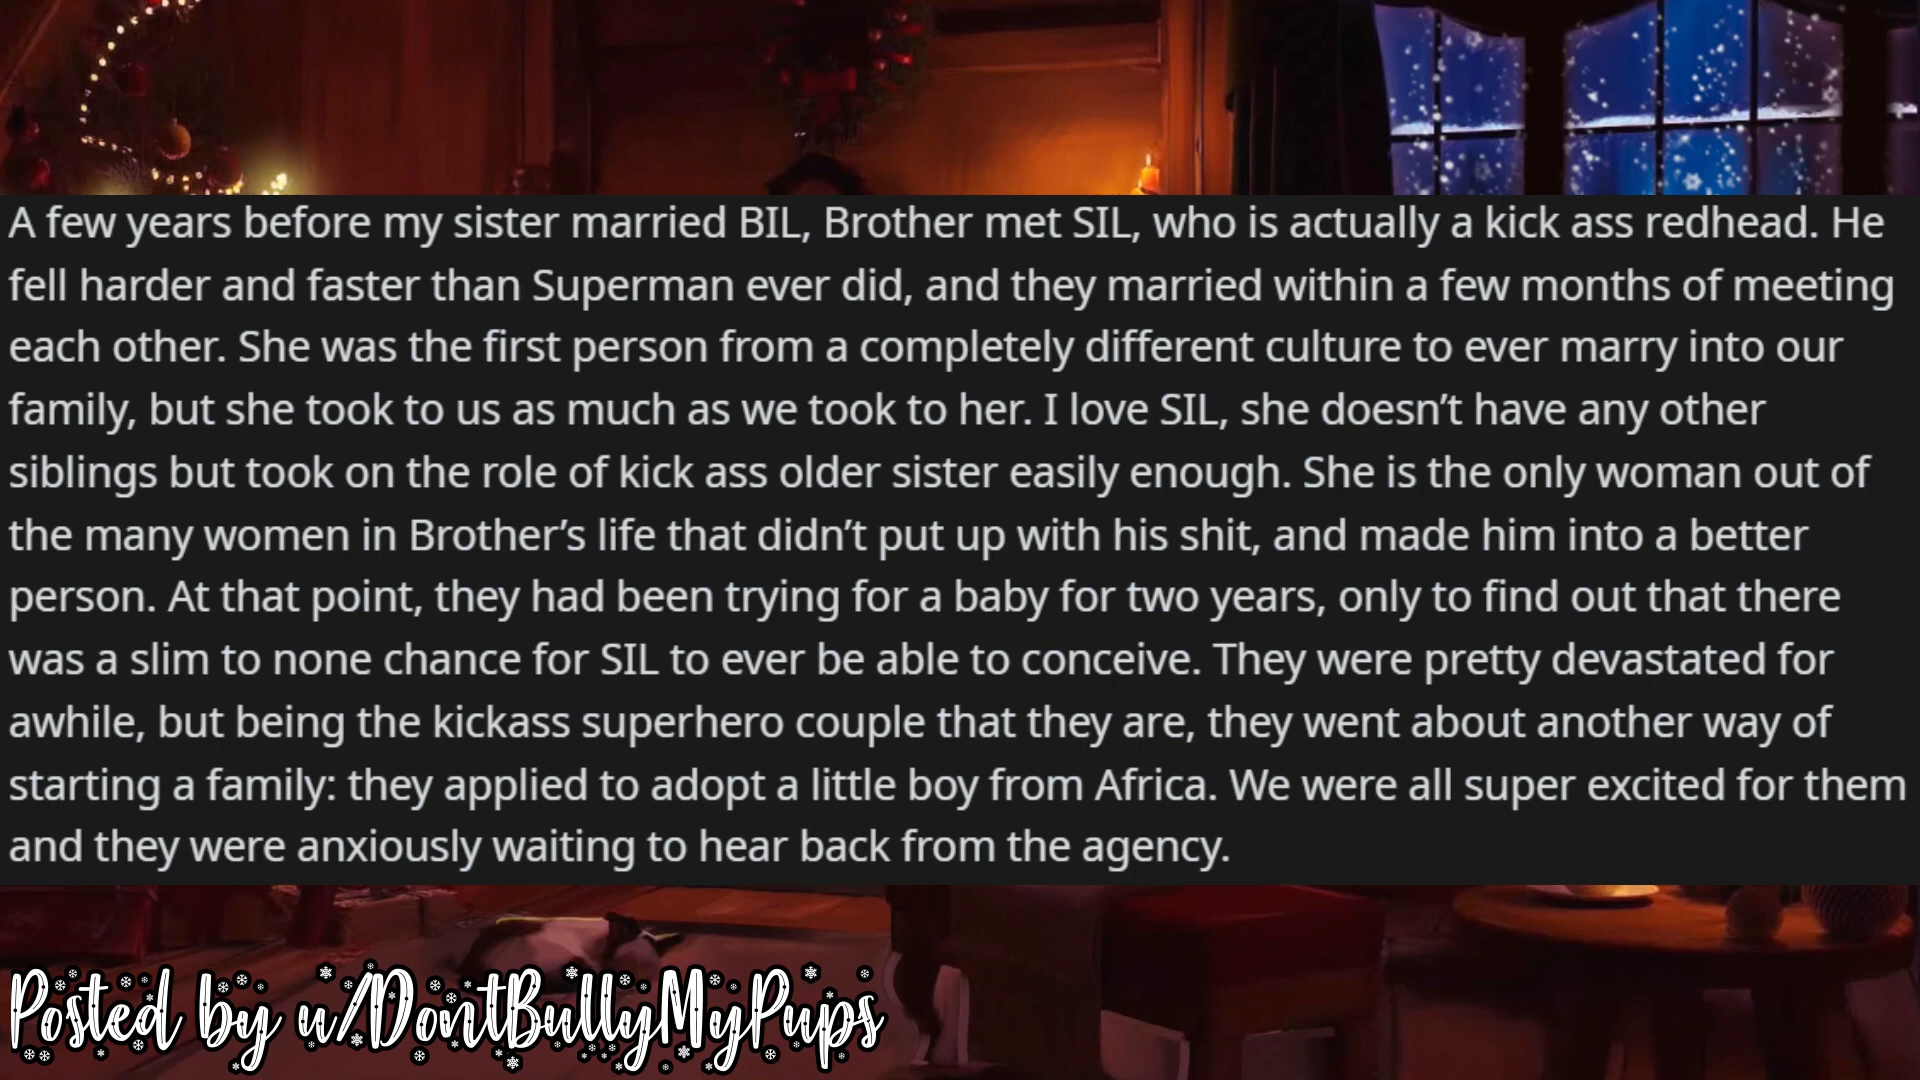 A few years before my sister married BIL, Brother met SIL, who is actually a kick ass redhead. He
fell harder and faster than Superman ever did, and they married within a few months of meeting
each other. She was the first person from a completely different culture to ever marry into our
family, but she took to us as much as we took to her. I love SIL, she doesn’t have any other
siblings but took on the role of kick ass older sister easily enough. She is the only woman out of
the many women in Brother’s life that didn’t put up with his shit, and made him into a better
person. At that point, they had been trying for a baby for two years, only to find out that there
was a slim to none chance for SIL to ever be able to conceive. They were pretty devastated for
awhile, but being the kickass superhero couple that they are, they went about another way of
starting a family: they applied to adopt a little boy from Africa. We were all super excited for them
and they were anxiously waiting to hear back from the agency.
Posted by u/DontBullyMyPups